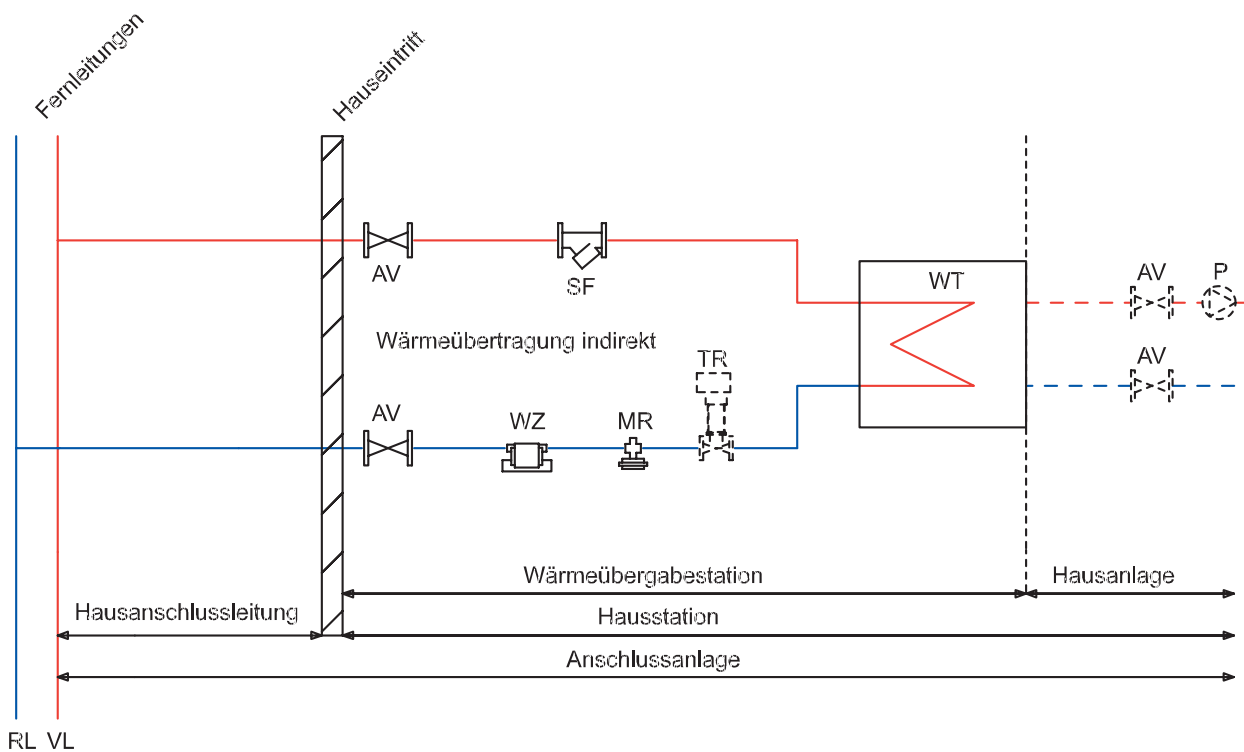 Fernleitungen
Hauseintritt
AV
SF
WT
AV
P
Wärmeübertragung indirekt
TR
AV
AV
WZ
MR
Wärmeübergabestation
Hausanlage
Hausanschlussleitung
Hausstation
Anschlussanlage
RL
VL